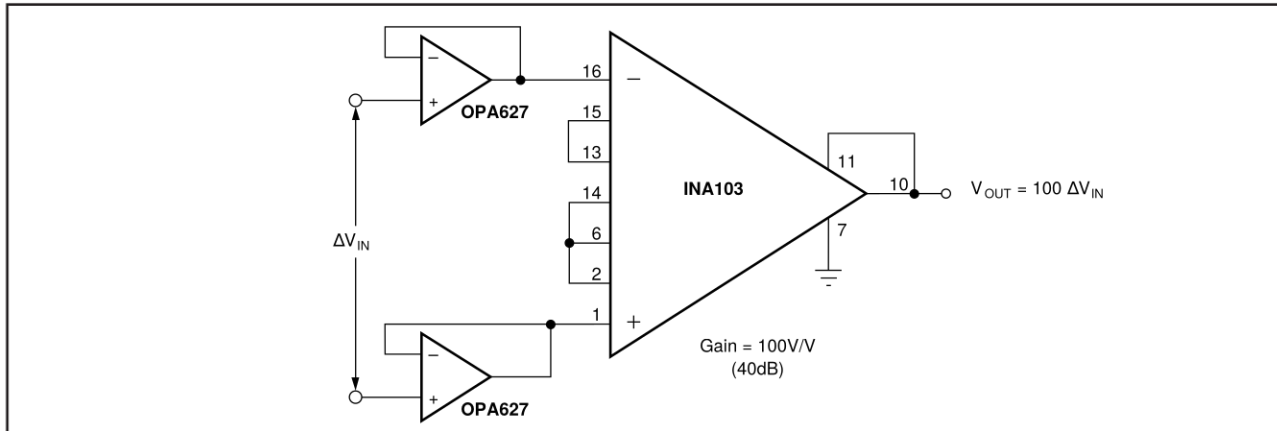 −
+
OPA627
16
−
15
13
14
6
2
1
+
INA103
11
10
7
V_OUT = 100 ΔV_IN
ΔV_IN
Gain = 100V/V
(40dB)
−
+
OPA627